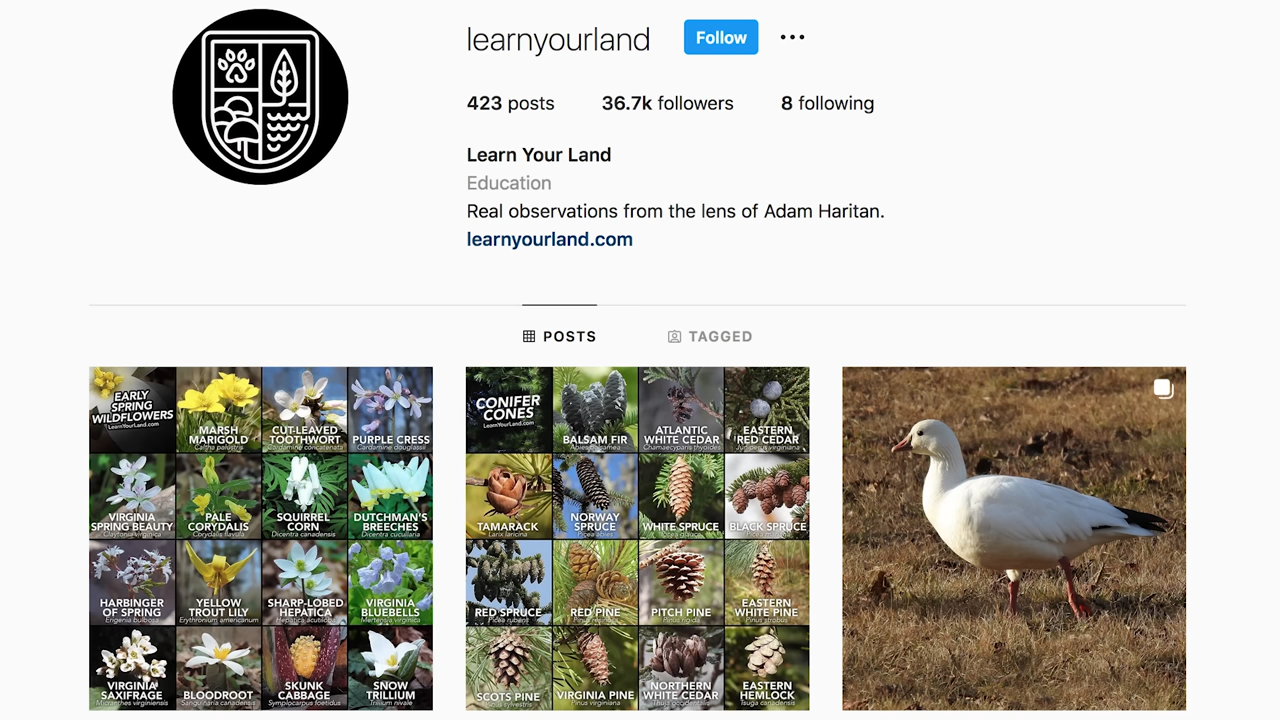 learnyourland
Follow
423 posts
36.7k followers
8 following
Learn Your Land
Education
Real observations from the lens of Adam Haritan.
learnyourland.com
POSTS
TAGGED
EARLY
SPRING
WILDFLOWERS
LearnYourLand.com
MARSH
MARIGOLD
Caltha palustris
CUT-LEAVED
TOOTHWORT
Cardamine concatenata
PURPLE CRESS
Cardamine douglassii
VIRGINIA
SPRING BEAUTY
Claytonia virginica
PALE
CORYDALIS
Corydalis flavula
SQUIRREL
CORN
Dicentra canadensis
DUTCHMAN'S
BREECHES
Dicentra cucullaria
HARBINGER
OF SPRING
Erigenia bulbosa
YELLOW
TROUT LILY
Erythronium americanum
SHARP-LOBED
HEPATICA
Hepatica acutiloba
VIRGINIA
BLUEBELLS
Mertensia virginica
VIRGINIA
SAXIFRAGE
Micranthes virginiensis
BLOODROOT
Sanguinaria canadensis
SKUNK
CABBAGE
Symplocarpus foetidus
SNOW
TRILLIUM
Trillium nivale
CONIFER
CONES
LearnYourLand.com
BALSAM FIR
Abies balsamea
ATLANTIC
WHITE CEDAR
Chamaecyparis thyoides
EASTERN
RED CEDAR
Juniperus virginiana
TAMARACK
Larix laricina
NORWAY
SPRUCE
Picea abies
WHITE SPRUCE
Picea glauca
BLACK SPRUCE
Picea mariana
RED SPRUCE
Picea rubens
RED PINE
Pinus resinosa
PITCH PINE
Pinus rigida
EASTERN
WHITE PINE
Pinus strobus
SCOTS PINE
Pinus sylvestris
VIRGINIA PINE
Pinus virginiana
NORTHERN
WHITE CEDAR
Thuja occidentalis
EASTERN
HEMLOCK
Tsuga canadensis